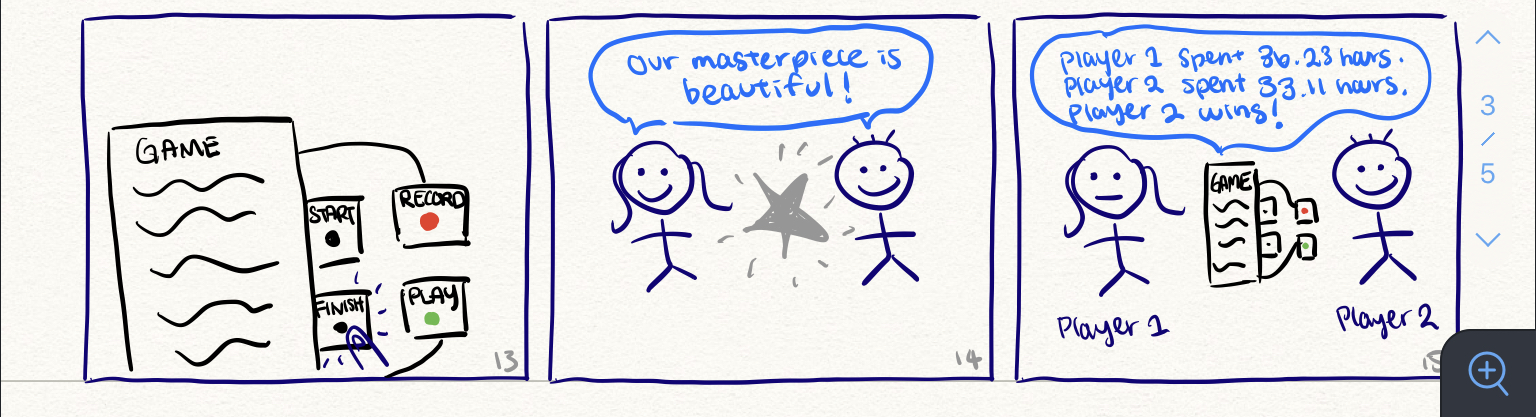 GAME
START
RECORD
FINISH
PLAY
13
Our masterpiece is
beautiful!
14
Player 1 spent 36.23 hours.
Player 2 spent 33.11 hours.
Player 2 wins!
GAME
Player 1
Player 2
15
3
/
5